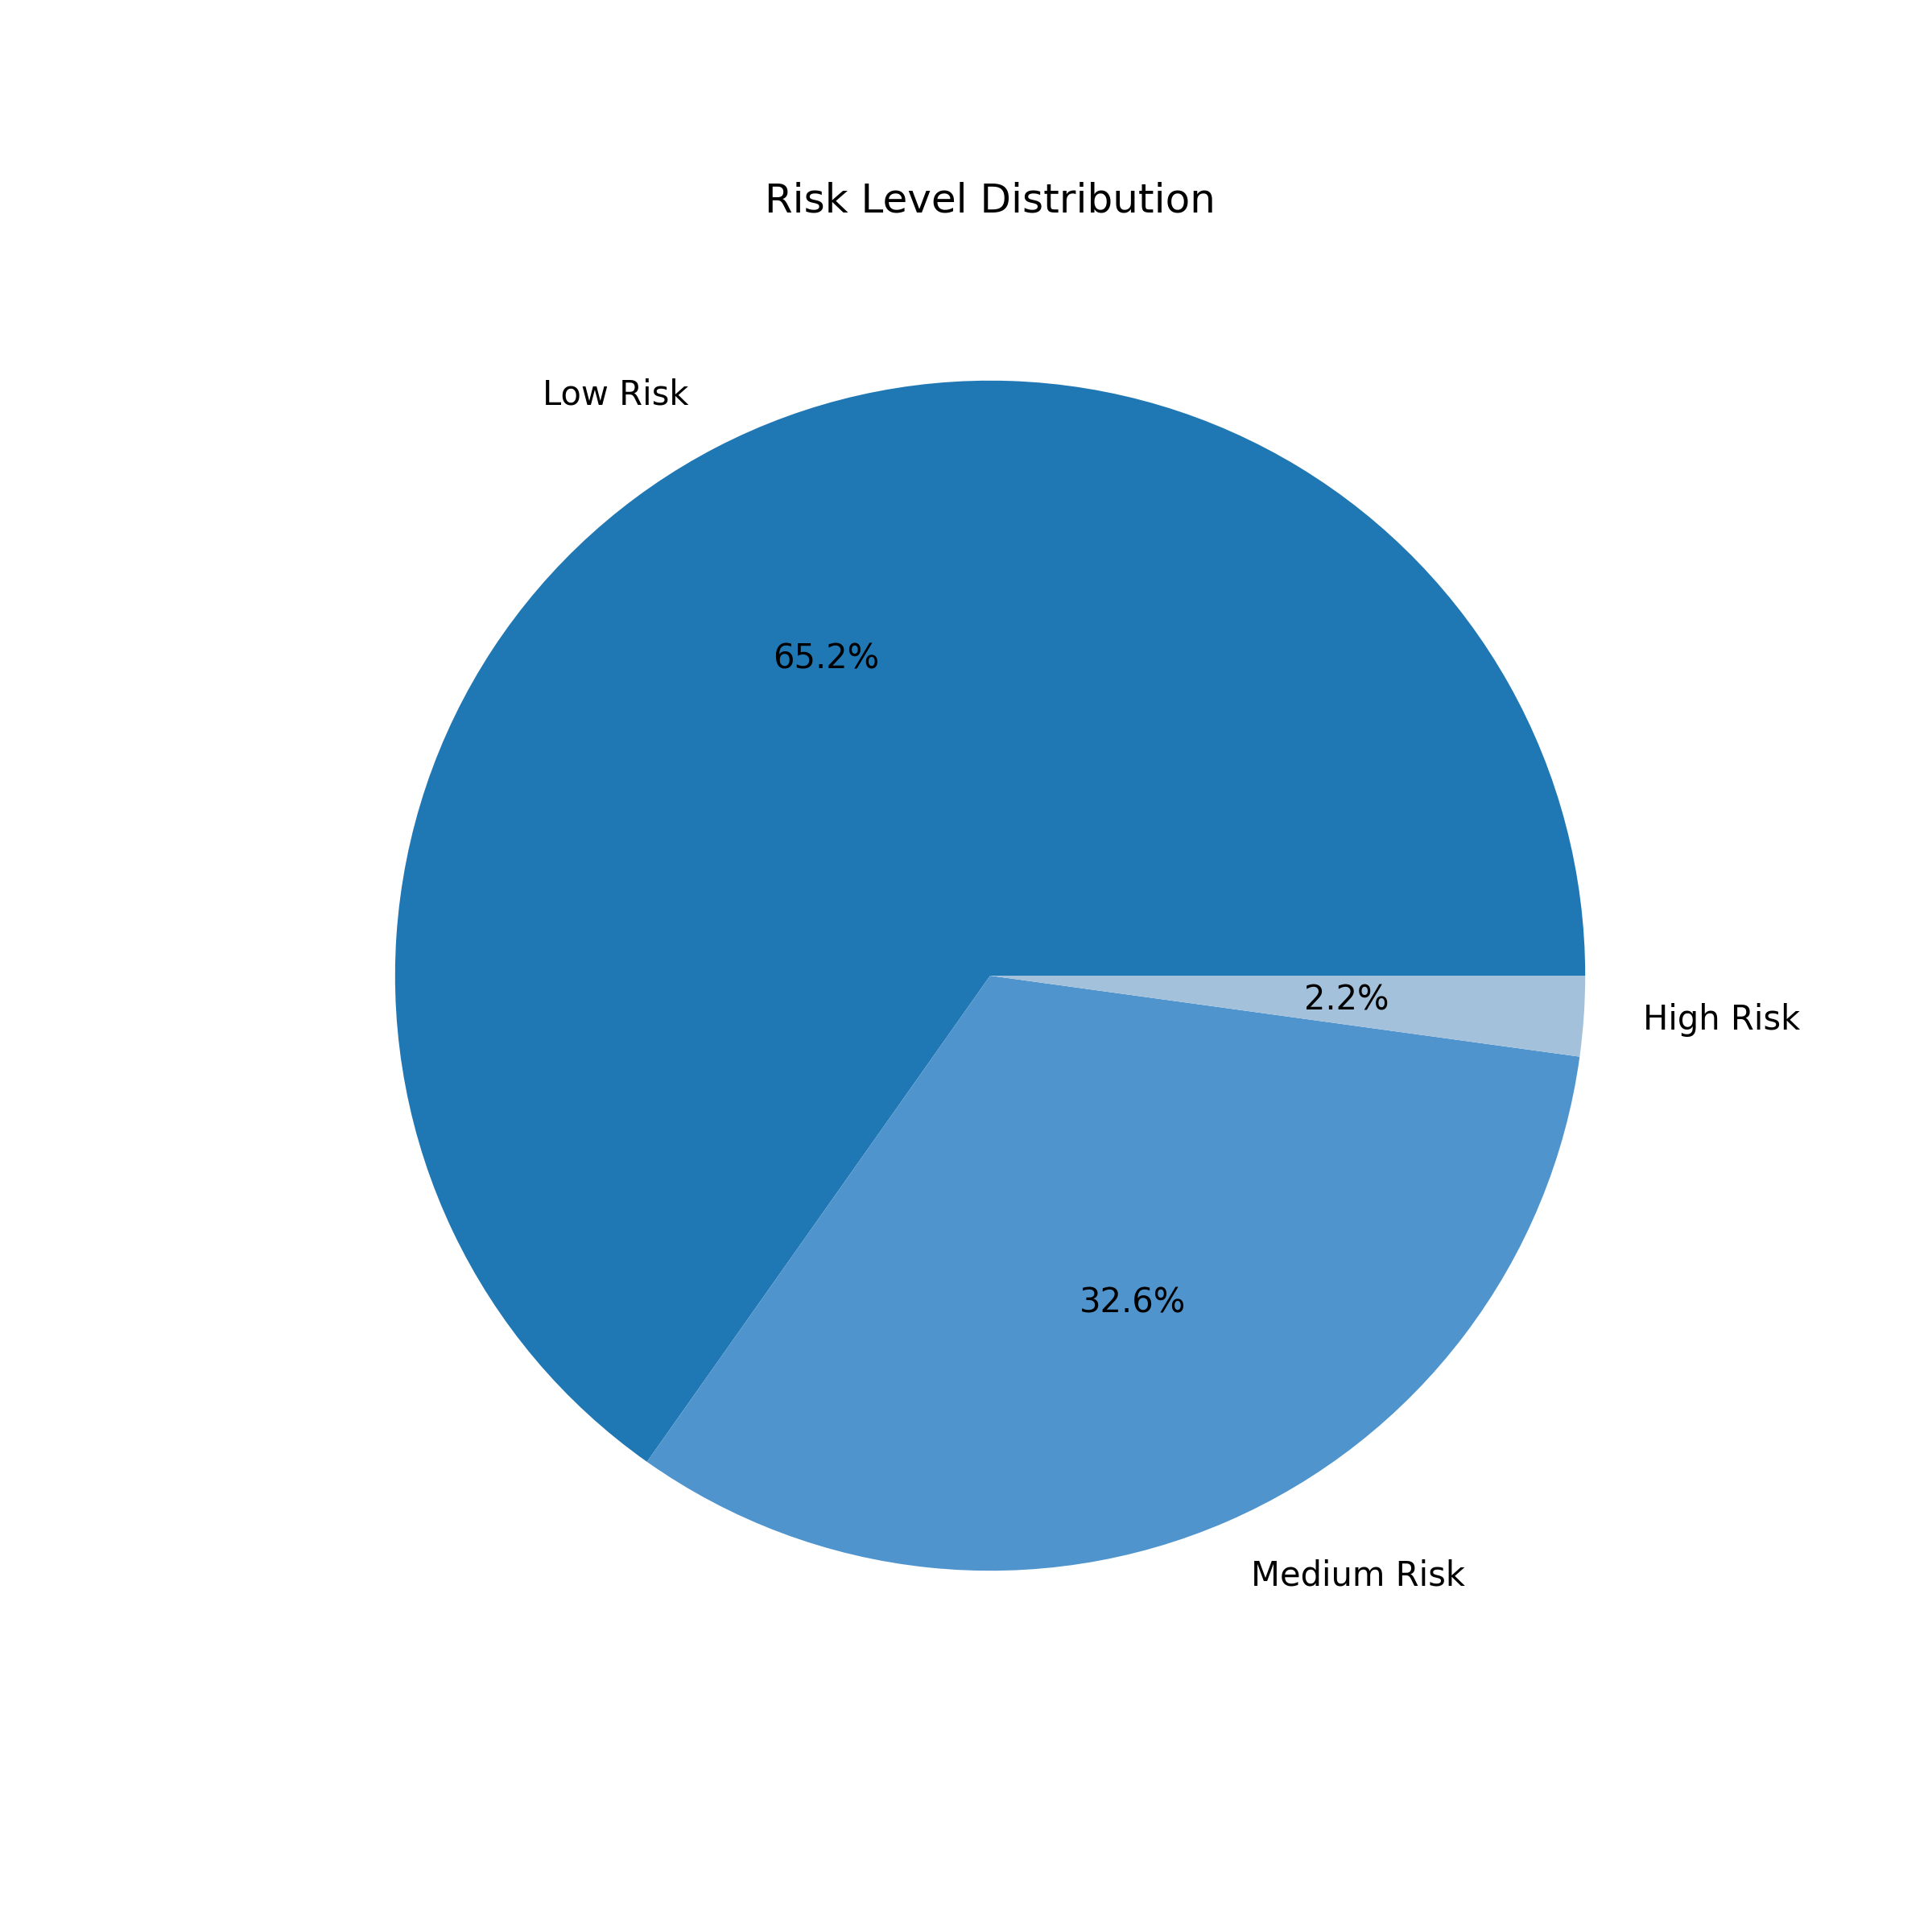 Risk Level Distribution
Low Risk
65.2%
2.2%
High Risk
32.6%
Medium Risk